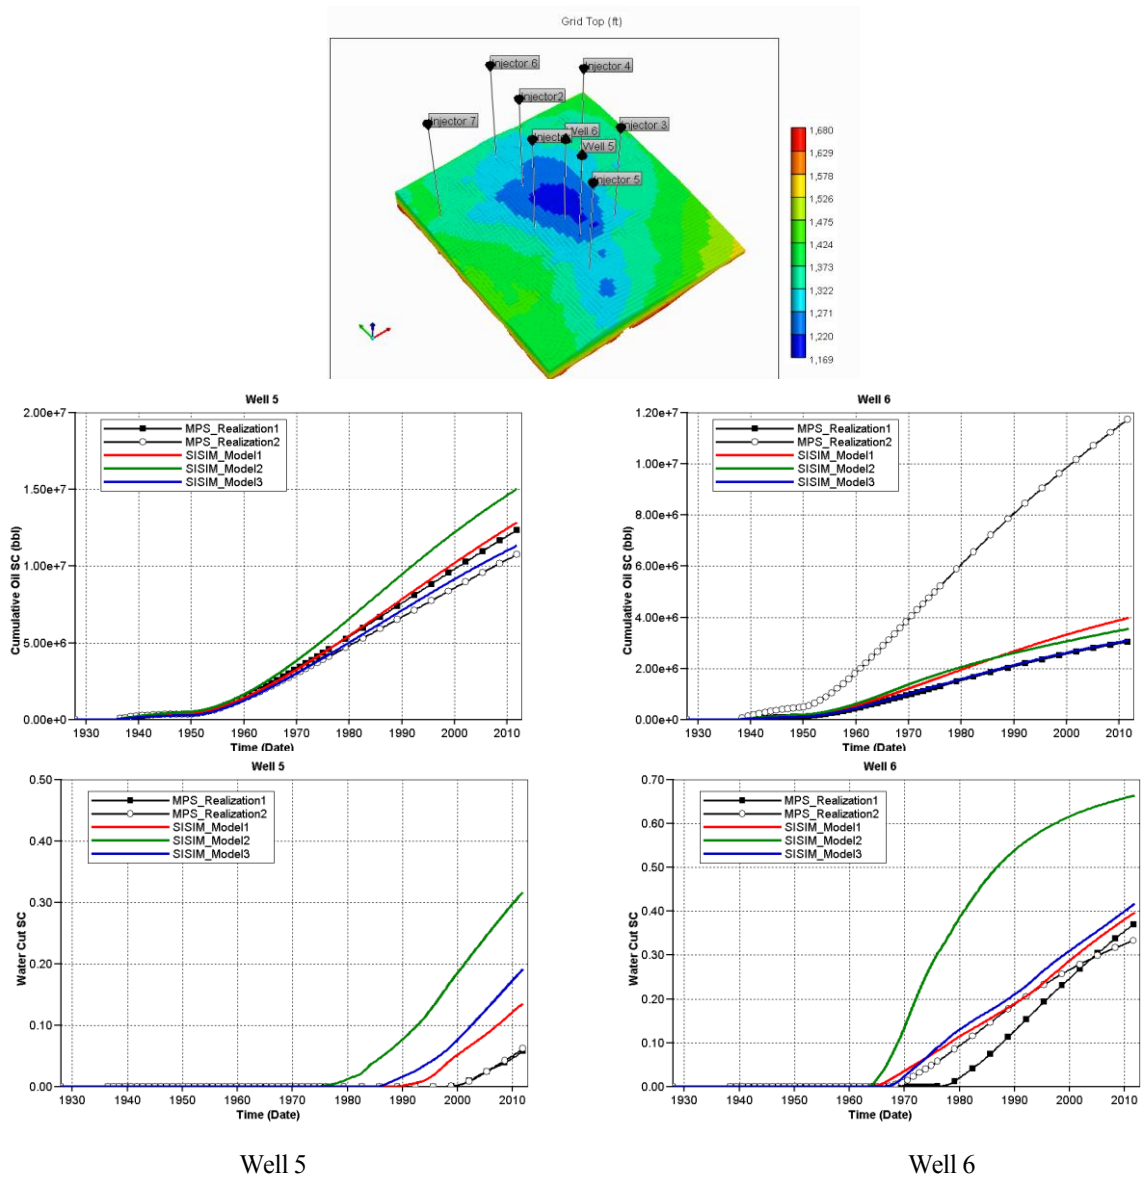 Grid Top (ft)
Injector 6
Injector 4
Injector2
Injector 7
Injector 3
Well 6
Well 5
Injector 5
1,680
1,629
1,578
1,526
1,475
1,424
1,373
1,322
1,271
1,220
1,169
Well 5
2.00e+7
1.50e+7
1.00e+7
5.00e+6
0.00e+0
Cumulative Oil SC (bbl)
MPS_Realization1
MPS_Realization2
SISIM_Model1
SISIM_Model2
SISIM_Model3
1930 1940 1950 1960 1970 1980 1990 2000 2010
Time (Date)
Well 6
1.20e+7
1.00e+7
8.00e+6
6.00e+6
4.00e+6
2.00e+6
0.00e+0
Cumulative Oil SC (bbl)
MPS_Realization1
MPS_Realization2
SISIM_Model1
SISIM_Model2
SISIM_Model3
1930 1940 1950 1960 1970 1980 1990 2000 2010
Time (Date)
Well 5
0.50
0.40
0.30
0.20
0.10
0.00
Water Cut SC
MPS_Realization1
MPS_Realization2
SISIM_Model1
SISIM_Model2
SISIM_Model3
1930 1940 1950 1960 1970 1980 1990 2000 2010
Time (Date)
Well 6
0.70
0.60
0.50
0.40
0.30
0.20
0.10
0.00
Water Cut SC
MPS_Realization1
MPS_Realization2
SISIM_Model1
SISIM_Model2
SISIM_Model3
1930 1940 1950 1960 1970 1980 1990 2000 2010
Time (Date)
Well 5
Well 6